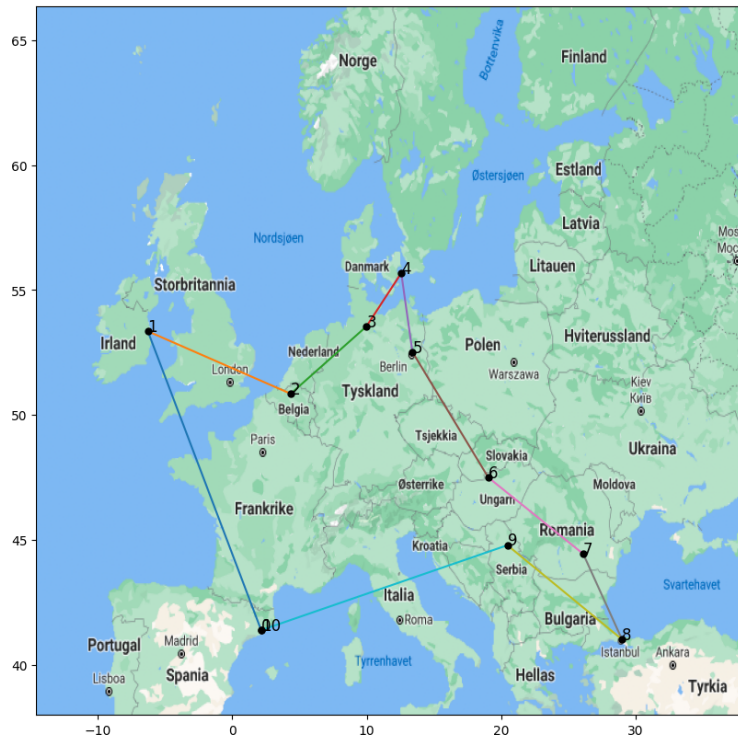 65
60
55
50
45
40
−10
0
10
20
30
Norge
Finland
Bottenvika
Estland
Østersjøen
Latvia
Mos
Moc
Nordsjøen
Danmark
4
Litauen
Storbritannia
1
3
Irland
Nederland
5
Polen
Hviterussland
London
Berlin
Warszawa
2
Tyskland
Kiev
Київ
Belgia
Paris
Tsjekkia
Ukraina
Slovakia
6
Østerrike
Moldova
Ungarn
Frankrike
Romania
9
7
Kroatia
Serbia
Svartehavet
Italia
10
Roma
Bulgaria
8
Portugal
Madrid
Istanbul
Ankara
Tyrrenhavet
Spania
Hellas
Lisboa
Tyrkia